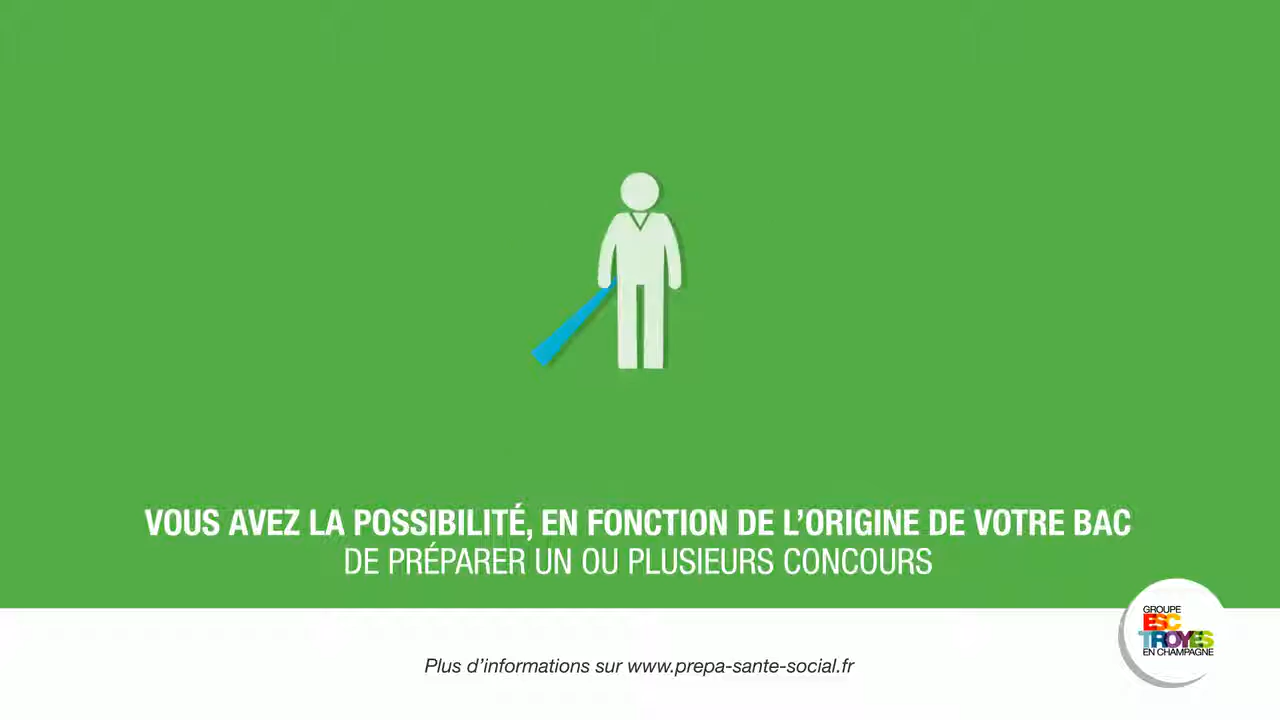 VOUS AVEZ LA POSSIBILITÉ, EN FONCTION DE L’ORIGINE DE VOTRE BAC
DE PRÉPARER UN OU PLUSIEURS CONCOURS
GROUPE
ESC
TROYES
EN CHAMPAGNE
Plus d’informations sur www.prepa-sante-social.fr